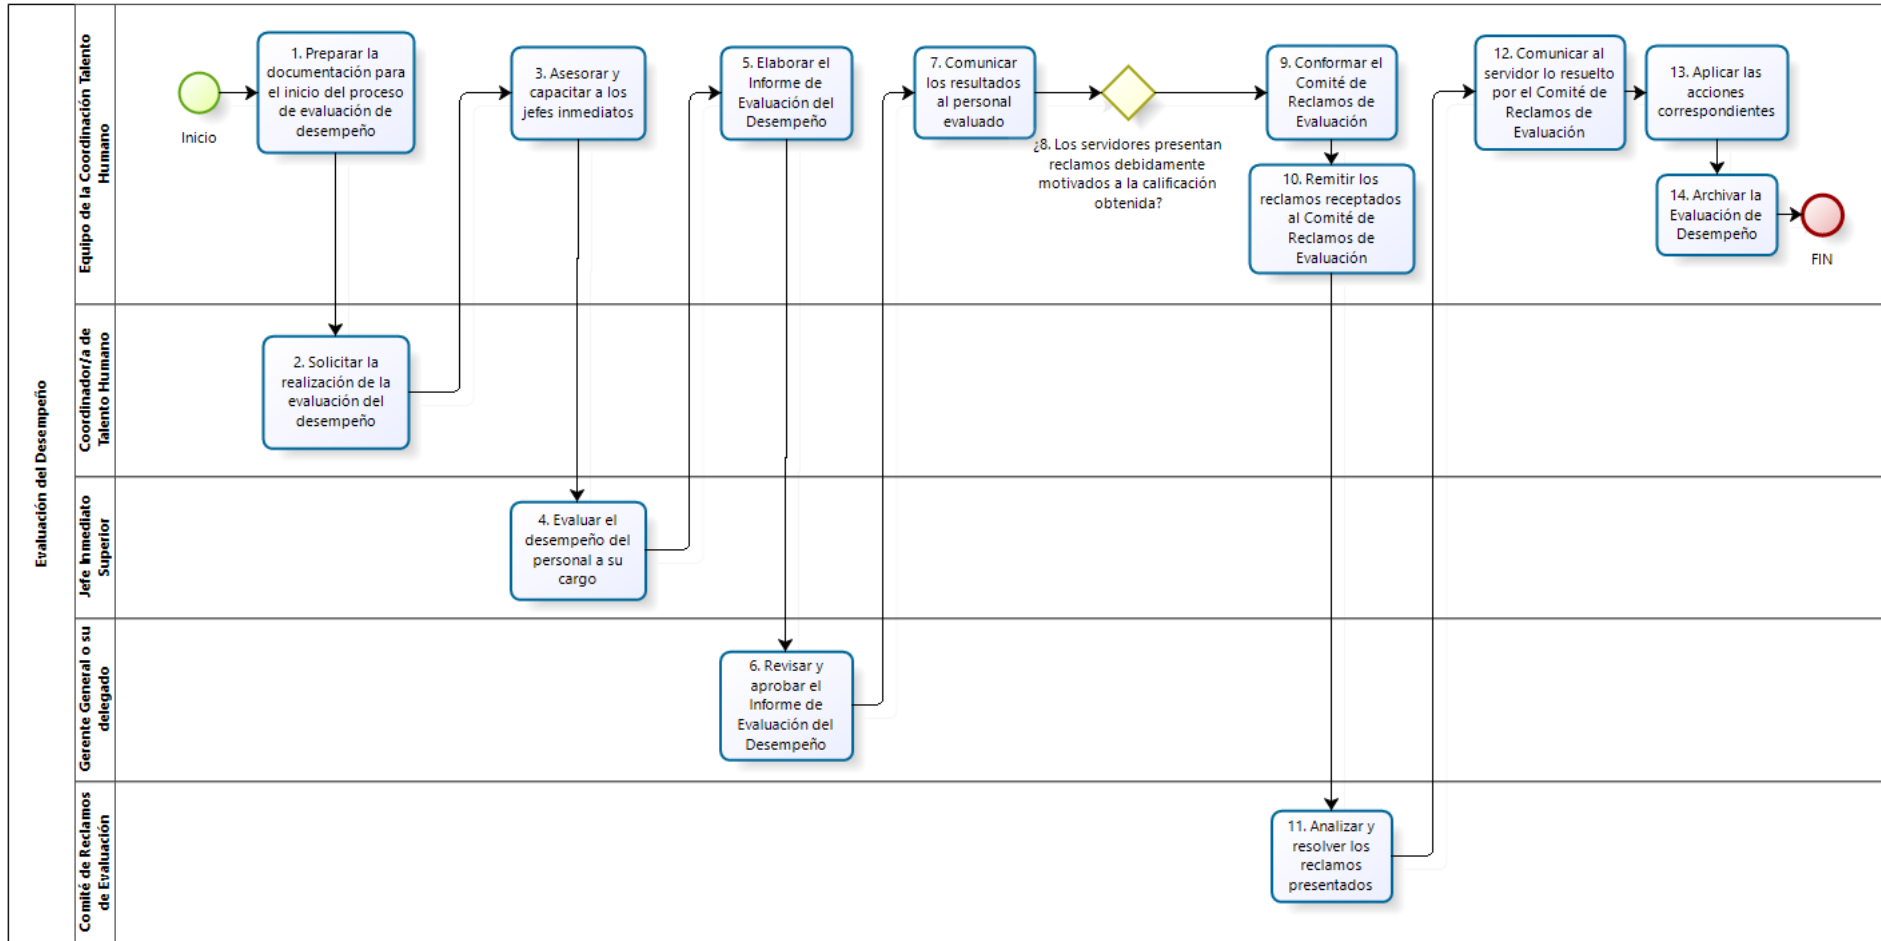 Evaluación del Desempeño
Equipo de la Coordinación Talento
Humano
Inicio
1. Preparar la
documentación para
el inicio del proceso
de evaluación de
desempeño
3. Asesorar y
capacitar a los
jefes inmediatos
5. Elaborar el
Informe de
Evaluación del
Desempeño
7. Comunicar
los resultados
al personal
evaluado
¿8. Los servidores presentan
reclamos debidamente
motivados a la calificación
obtenida?
9. Conformar el
Comité de
Reclamos de
Evaluación
10. Remitir los
reclamos receptados
al Comité de
Reclamos de
Evaluación
12. Comunicar al
servidor lo resuelto
por el Comité de
Reclamos de
Evaluación
13. Aplicar las
acciones
correspondientes
14. Archivar la
Evaluación de
Desempeño
FIN
Coordinador/a de
Talento Humano
2. Solicitar la
realización de la
evaluación del
desempeño
Jefe Inmediato
Superior
4. Evaluar el
desempeño del
personal a su
cargo
Gerente General o su
delegado
6. Revisar y
aprobar el
Informe de
Evaluación del
Desempeño
Comité de Reclamos
de Evaluación
11. Analizar y
resolver los
reclamos
presentados